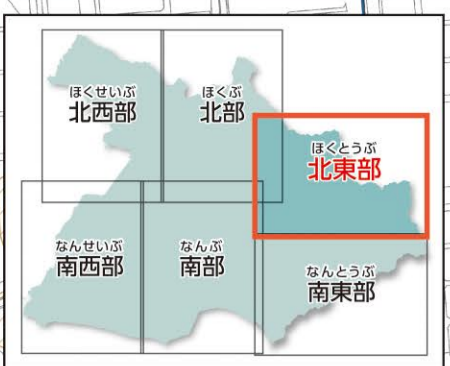 ほくせいぶ
北西部
ほくぶ
北部
ほくとうぶ
北東部
なんせいぶ
南西部
なんぶ
南部
なんとうぶ
南東部